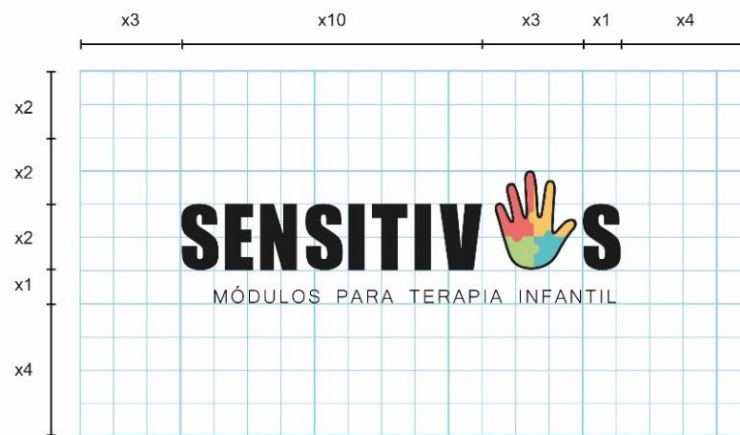 x3 x10 x3 x1 x4
x2
x2
SENSITIV S
x2
x1
MÓDULOS PARA TERAPIA INFANTIL
x4